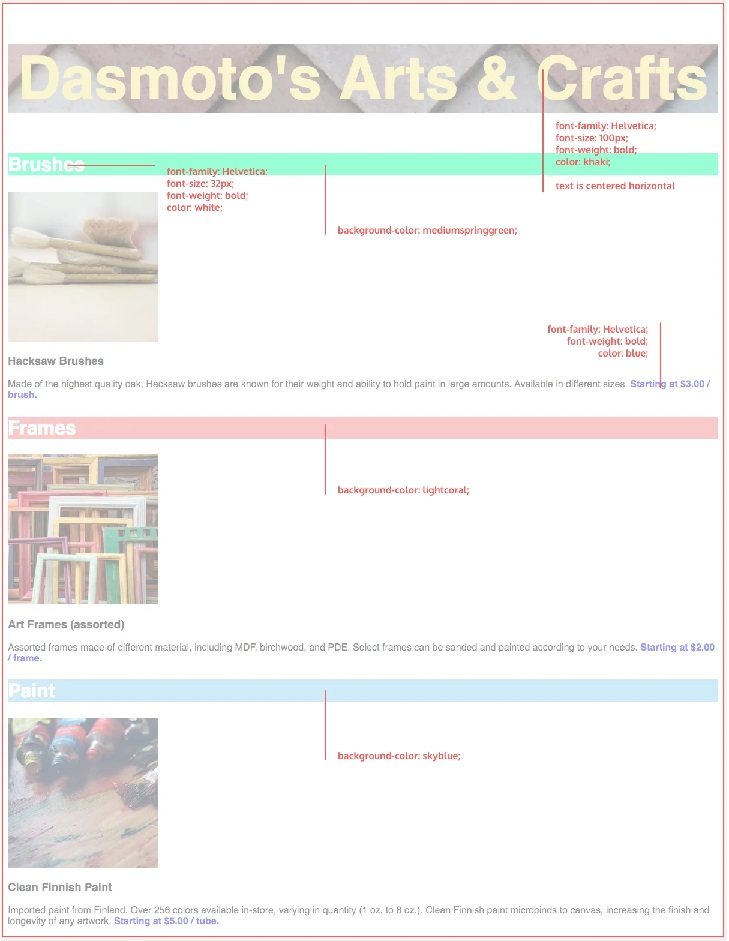 Dasmoto's Arts & Crafts
font-family: Helvetica;
font-size: 100px;
font-weight: bold;
color: khaki;
text is centered horizontal
Brushes
font-family: Helvetica;
font-size: 32px;
font-weight: bold;
color: white;
background-color: mediumspringgreen;
font-family: Helvetica;
font-weight: bold;
color: blue;
Hacksaw Brushes
Made of the highest quality oak, Hacksaw brushes are known for their weight and ability to hold paint in large amounts. Available in different sizes. Starting at $3.00 /
brush.
Frames
background-color: lightcoral;
Art Frames (assorted)
Assorted frames made of different material, including MDF, birchwood, and PDE. Select frames can be sanded and painted according to your needs. Starting at $2.00
/ frame.
Paint
background-color: skyblue;
Clean Finnish Paint
Imported paint from Finland. Over 256 colors available in-store, varying in quantity (1 oz. to 8 oz.). Clean Finnish paint microbinds to canvas, increasing the finish and
longevity of any artwork. Starting at $5.00 / tube.